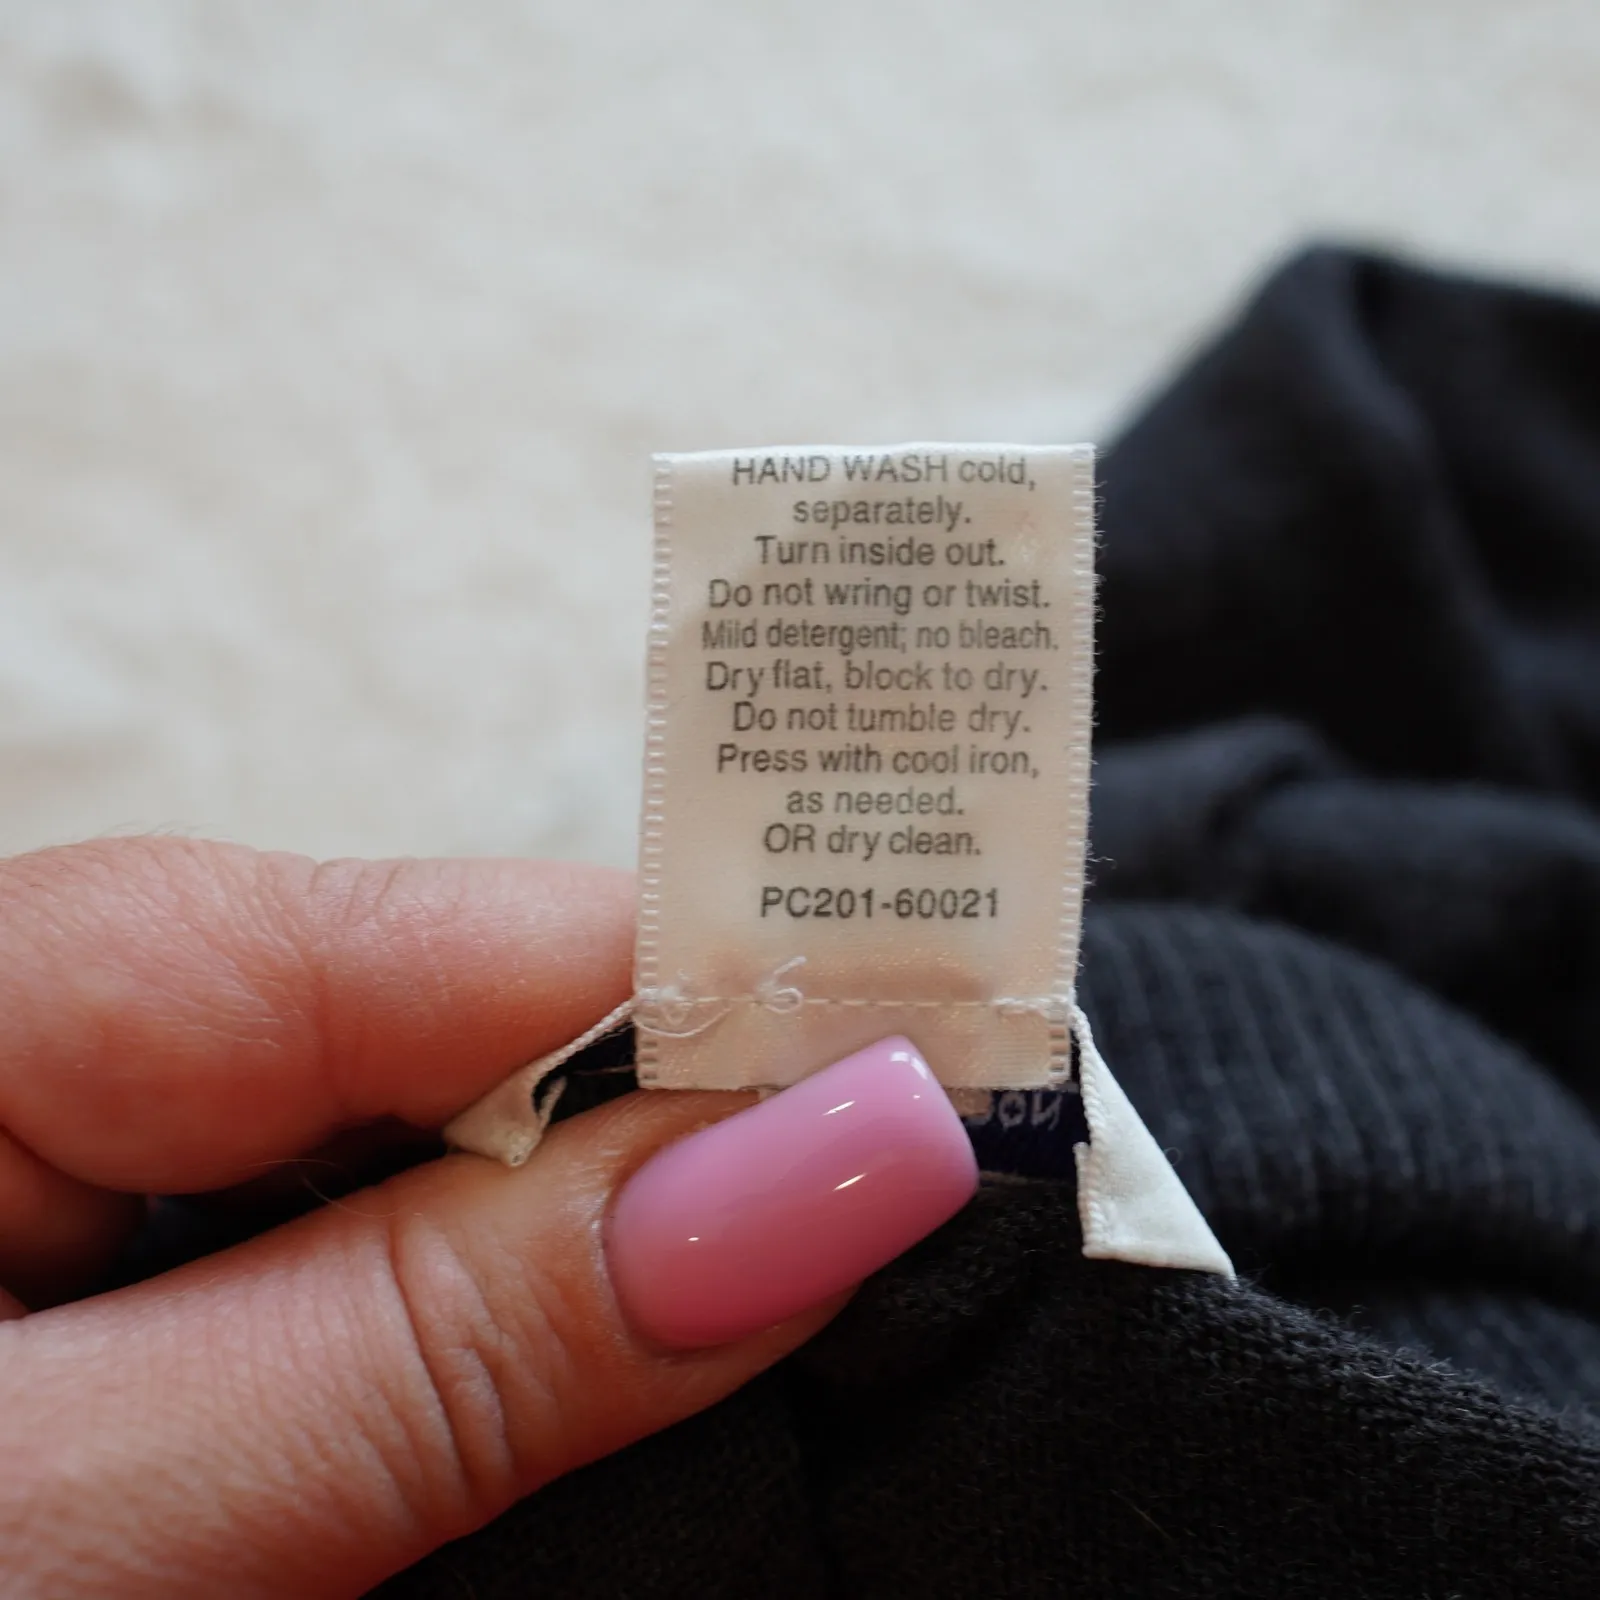 HAND WASH cold,
separately.
Turn inside out.
Do not wring or twist.
Mild detergent; no bleach.
Dry flat, block to dry.
Do not tumble dry.
Press with cool iron,
as needed.
OR dry clean.
PC201-60021